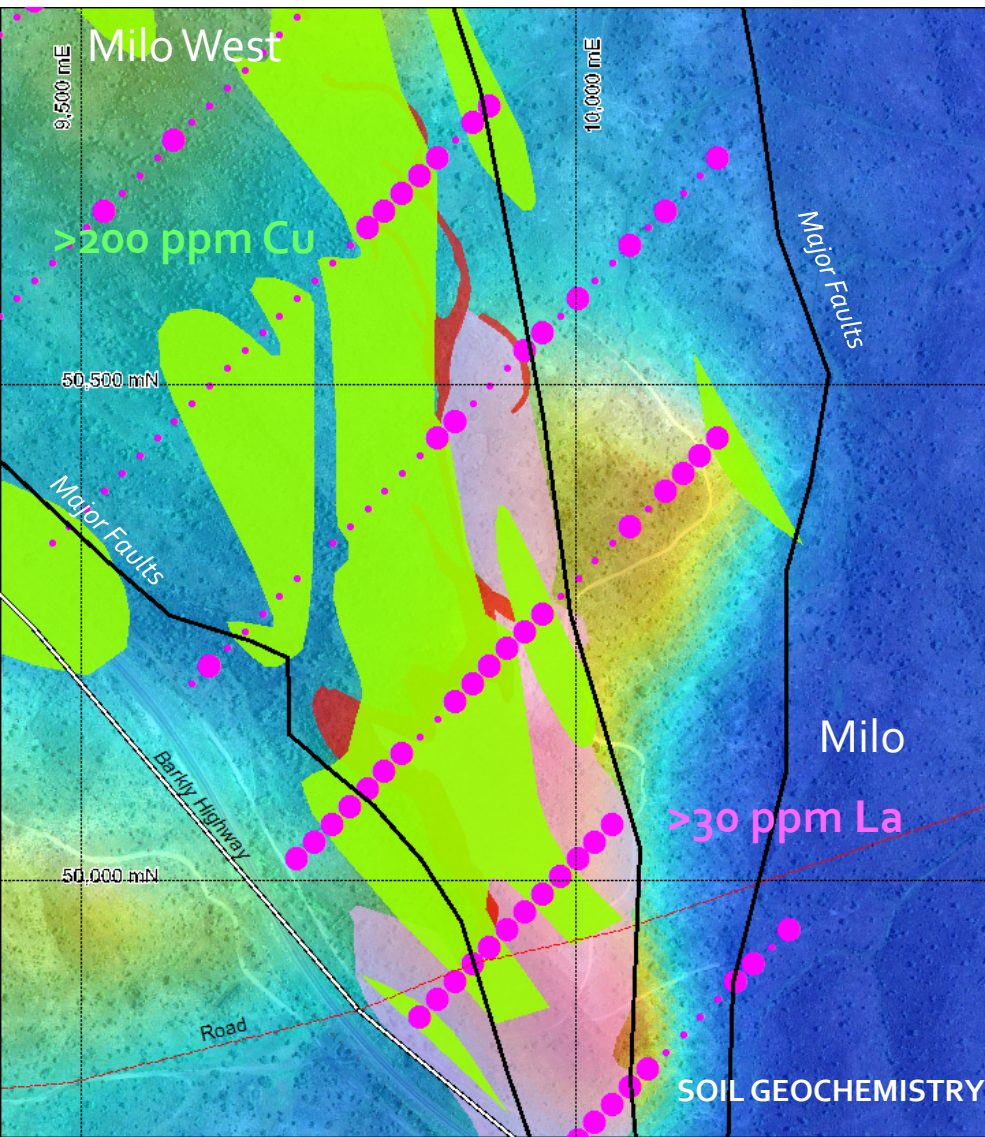 Milo West
9,500 mE
10,000 mE
>200 ppm Cu
Major Faults
50,500 mN
Major Faults
Milo
Barkly Highway
>30 ppm La
50,000 mN
Road
SOIL GEOCHEMISTRY